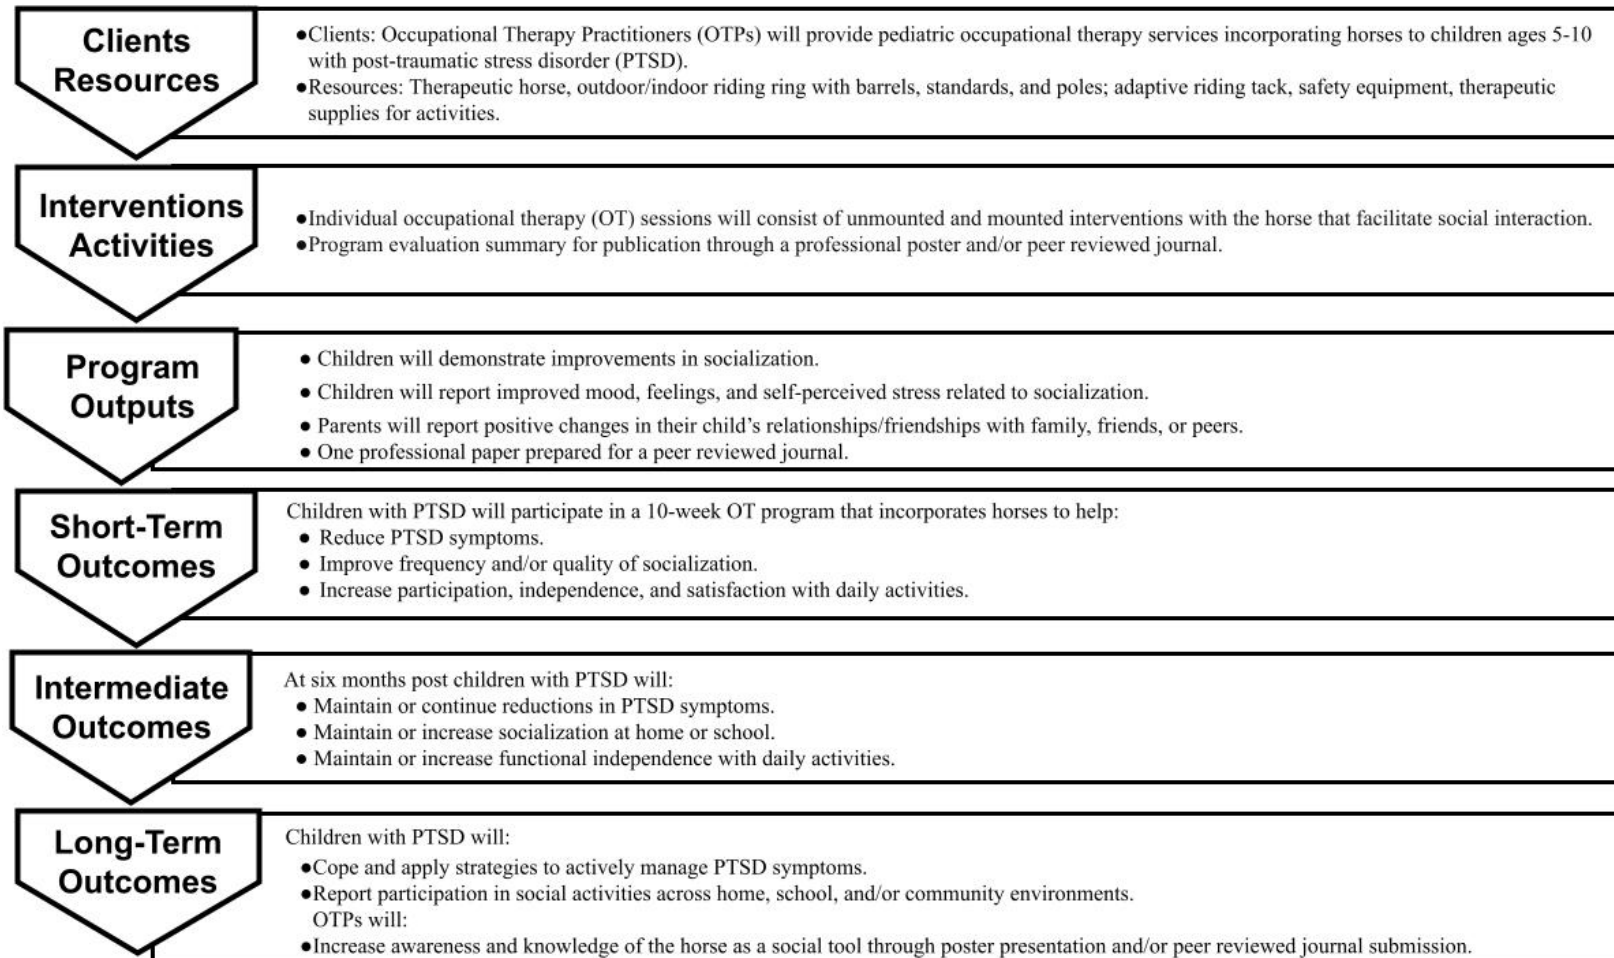 Clients
Resources
●Clients: Occupational Therapy Practitioners (OTPs) will provide pediatric occupational therapy services incorporating horses to children ages 5-10
with post-traumatic stress disorder (PTSD).
●Resources: Therapeutic horse, outdoor/indoor riding ring with barrels, standards, and poles; adaptive riding tack, safety equipment, therapeutic
supplies for activities.
Interventions
Activities
●Individual occupational therapy (OT) sessions will consist of unmounted and mounted interventions with the horse that facilitate social interaction.
●Program evaluation summary for publication through a professional poster and/or peer reviewed journal.
Program
Outputs
● Children will demonstrate improvements in socialization.
● Children will report improved mood, feelings, and self-perceived stress related to socialization.
● Parents will report positive changes in their child’s relationships/friendships with family, friends, or peers.
● One professional paper prepared for a peer reviewed journal.
Short-Term
Outcomes
Children with PTSD will participate in a 10-week OT program that incorporates horses to help:
● Reduce PTSD symptoms.
● Improve frequency and/or quality of socialization.
● Increase participation, independence, and satisfaction with daily activities.
Intermediate
Outcomes
At six months post children with PTSD will:
● Maintain or continue reductions in PTSD symptoms.
● Maintain or increase socialization at home or school.
● Maintain or increase functional independence with daily activities.
Long-Term
Outcomes
Children with PTSD will:
●Cope and apply strategies to actively manage PTSD symptoms.
●Report participation in social activities across home, school, and/or community environments.
OTPs will:
●Increase awareness and knowledge of the horse as a social tool through poster presentation and/or peer reviewed journal submission.